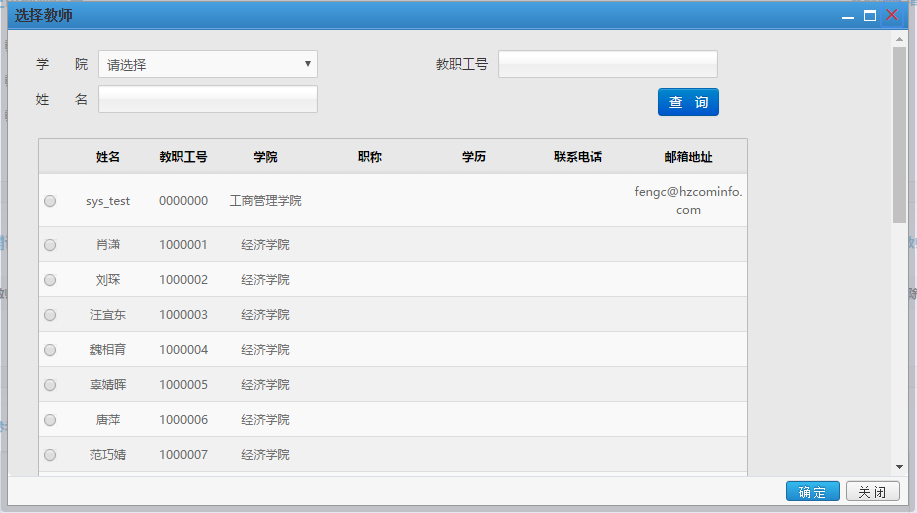 选择教师
学 院 请选择 教职工号
姓 名 查 询
姓名 教职工号 学院 职称 学历 联系电话 邮箱地址
sys_test 0000000 工商管理学院 fengc@hzcominfo.
com
肖潇 1000001 经济学院
刘琛 1000002 经济学院
汪宜东 1000003 经济学院
魏相育 1000004 经济学院
辜婧晖 1000005 经济学院
唐萍 1000006 经济学院
范巧婧 1000007 经济学院
确 定 关 闭